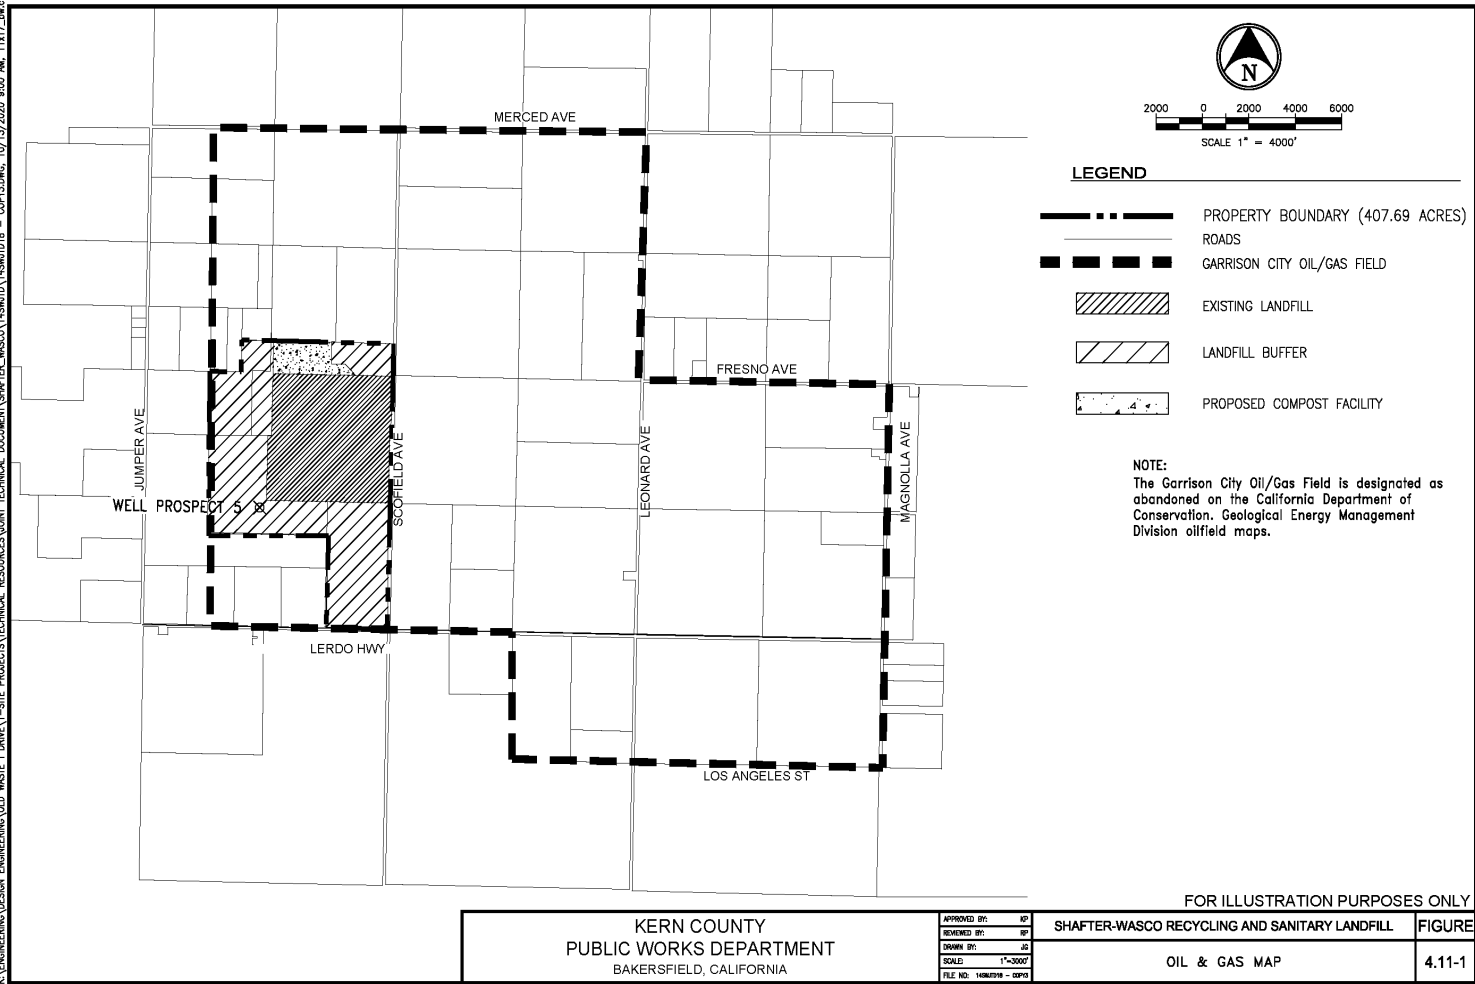 MERCED AVE
FRESNO AVE
JUMPER AVE
SCOFIELD AVE
LEONARD AVE
MAGNOLLA AVE
WELL PROSPECT 5
LERDO HWY
LOS ANGELES ST
N
2000 0 2000 4000 6000
SCALE 1" = 4000'
LEGEND
PROPERTY BOUNDARY (407.69 ACRES)
ROADS
GARRISON CITY OIL/GAS FIELD
EXISTING LANDFILL
LANDFILL BUFFER
PROPOSED COMPOST FACILITY
NOTE:
The Garrison City Oil/Gas Field is designated as
abandoned on the California Department of
Conservation. Geological Energy Management
Division oilfield maps.
FOR ILLUSTRATION PURPOSES ONLY
KERN COUNTY
PUBLIC WORKS DEPARTMENT
BAKERSFIELD, CALIFORNIA
APPROVED BY: KP
REVIEWED BY: RP
DRAWN BY: JG
SCALE: 1"=3000'
FILE NO:
SHAFTER-WASCO RECYCLING AND SANITARY LANDFILL
OIL & GAS MAP
FIGURE
4.11-1